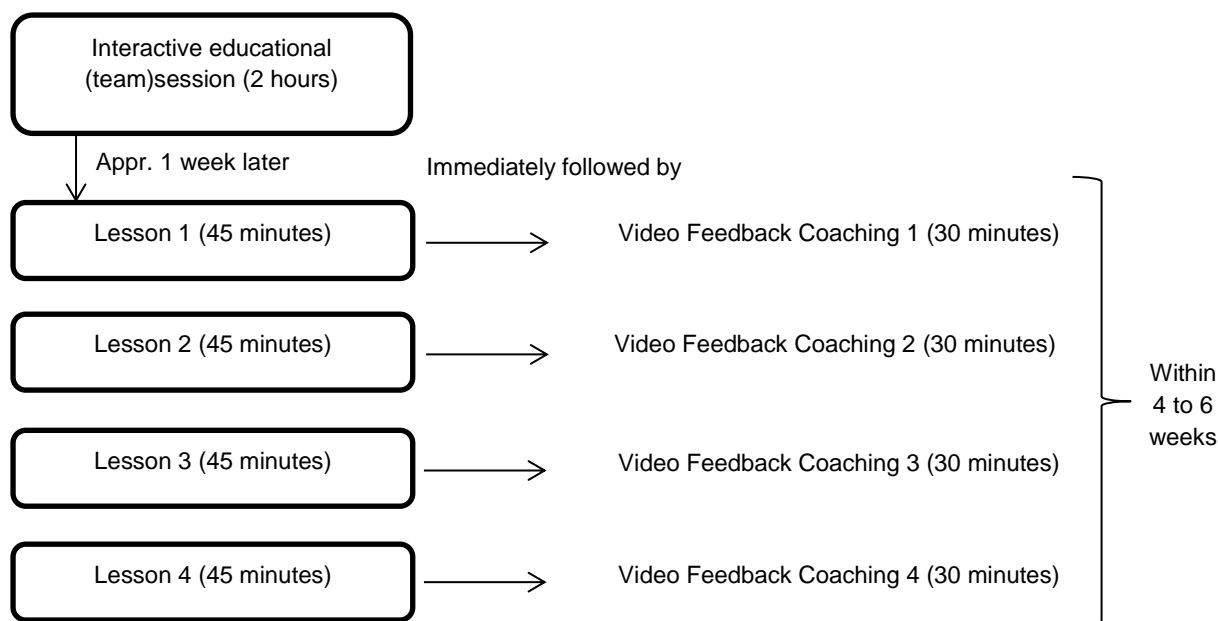 Interactive educational
(team)session (2 hours)
Appr. 1 week later
Immediately followed by
Lesson 1 (45 minutes)
Video Feedback Coaching 1 (30 minutes)
Lesson 2 (45 minutes)
Video Feedback Coaching 2 (30 minutes)
Lesson 3 (45 minutes)
Video Feedback Coaching 3 (30 minutes)
Lesson 4 (45 minutes)
Video Feedback Coaching 4 (30 minutes)
Within
4 to 6
weeks